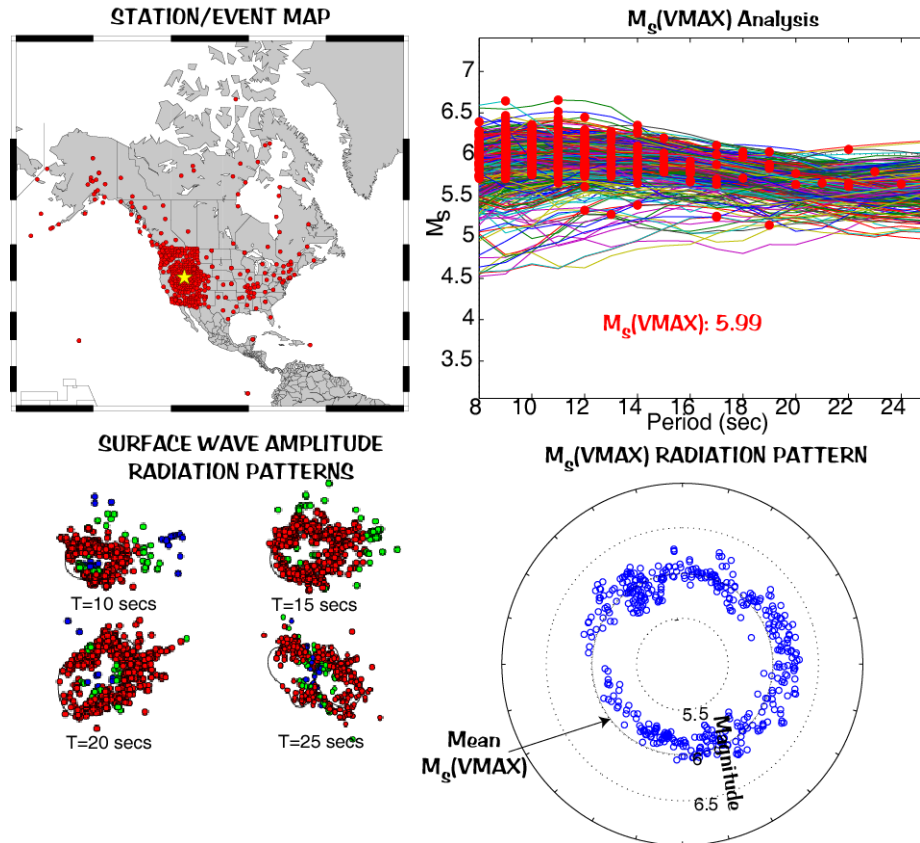 STATION/EVENT MAP
Ms(VMAX) Analysis
7
6.5
6
5.5
5
4.5
4
3.5
Ms
Ms(VMAX): 5.99
8 10 12 14 16 18 20 22 24
Period (sec)
SURFACE WAVE AMPLITUDE
RADIATION PATTERNS
T=10 secs
T=15 secs
T=20 secs
T=25 secs
Ms(VMAX) RADIATION PATTERN
5.5
6
6.5
Magnitude
Mean
Ms(VMAX)